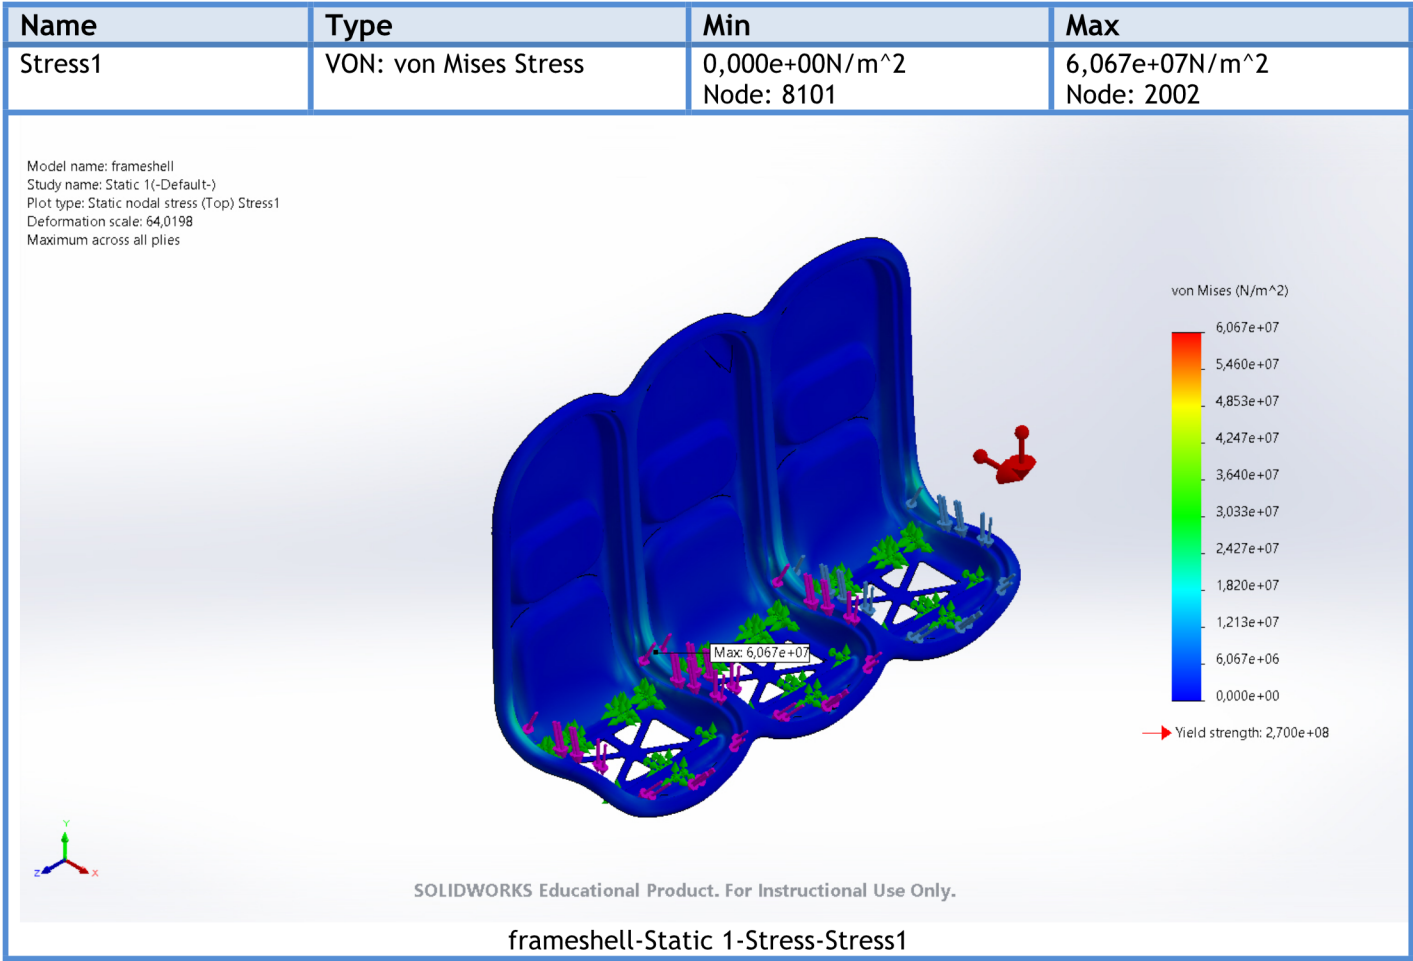 Name Type Min Max
Stress1 VON: von Mises Stress 0,000e+00N/m^2 6,067e+07N/m^2
Node: 8101 Node: 2002
Model name: frameshell
Study name: Static 1(-Default-)
Plot type: Static nodal stress (Top) Stress1
Deformation scale: 64,0198
Maximum across all plies
von Mises (N/m^2)
6,067e+07
5,460e+07
4,853e+07
4,247e+07
3,640e+07
3,033e+07
2,427e+07
1,820e+07
1,213e+07
6,067e+06
0,000e+00
Yield strength: 2,700e+08
Max: 6,067e+07
Y
Z X
SOLIDWORKS Educational Product. For Instructional Use Only.
frameshell-Static 1-Stress-Stress1